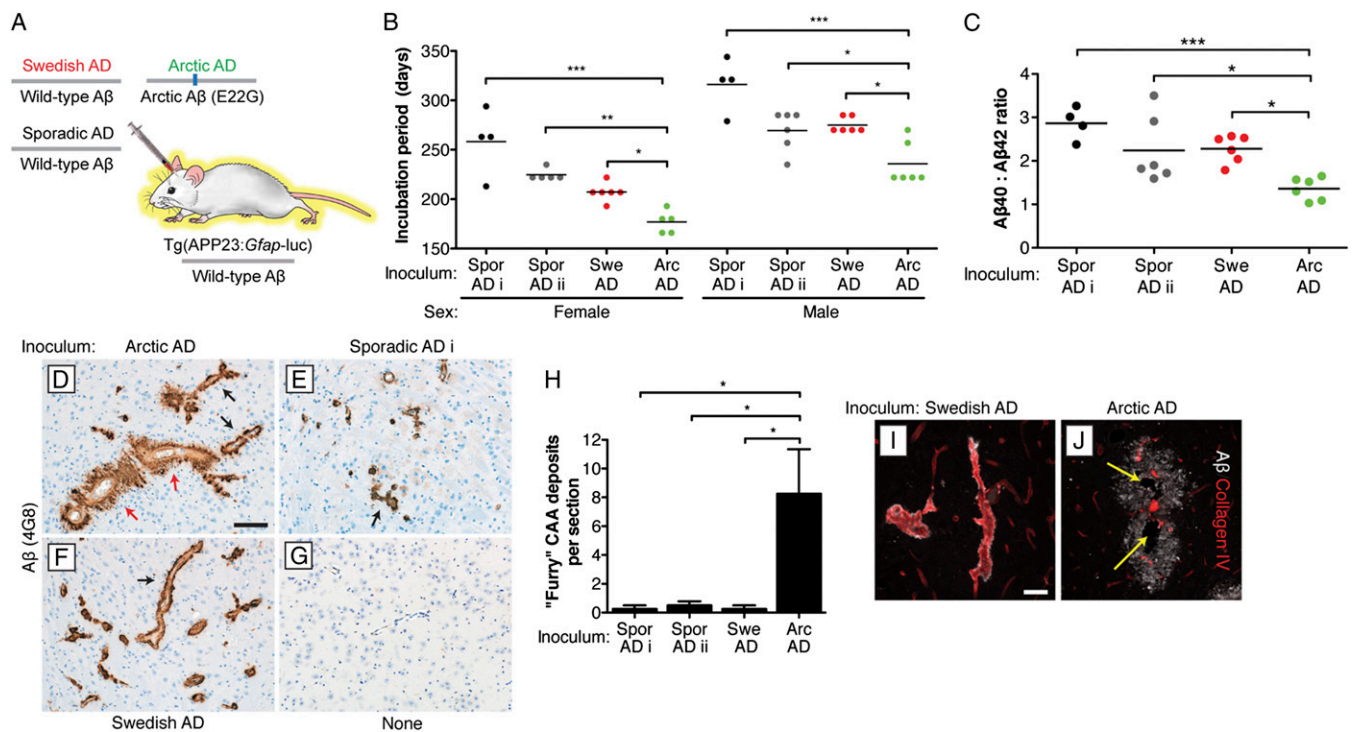 A
Swedish AD
Wild-type Aβ
Arctic AD
Arctic Aβ (E22G)
Sporadic AD
Wild-type Aβ
Tg(APP23:Gfap-luc)
Wild-type Aβ
B
Incubation period (days)
350
300
250
200
150
***
**
*
***
*
*
Inoculum: Spor AD i Spor AD ii Swe AD Arc AD Spor AD i Spor AD ii Swe AD Arc AD
Sex: Female Male
C
Aβ40 : Aβ42 ratio
4
3
2
1
0
***
*
*
Inoculum: Spor AD i Spor AD ii Swe AD Arc AD
Inoculum: Arctic AD Sporadic AD i
Aβ (4G8)
D
E
F
G
Swedish AD None
H
"Furry" CAA deposits
per section
12
10
8
6
4
2
0
*
*
*
Inoculum: Spor AD i Spor AD ii Swe AD Arc AD
Inoculum: Swedish AD Arctic AD
I
J
Aβ Collagen IV